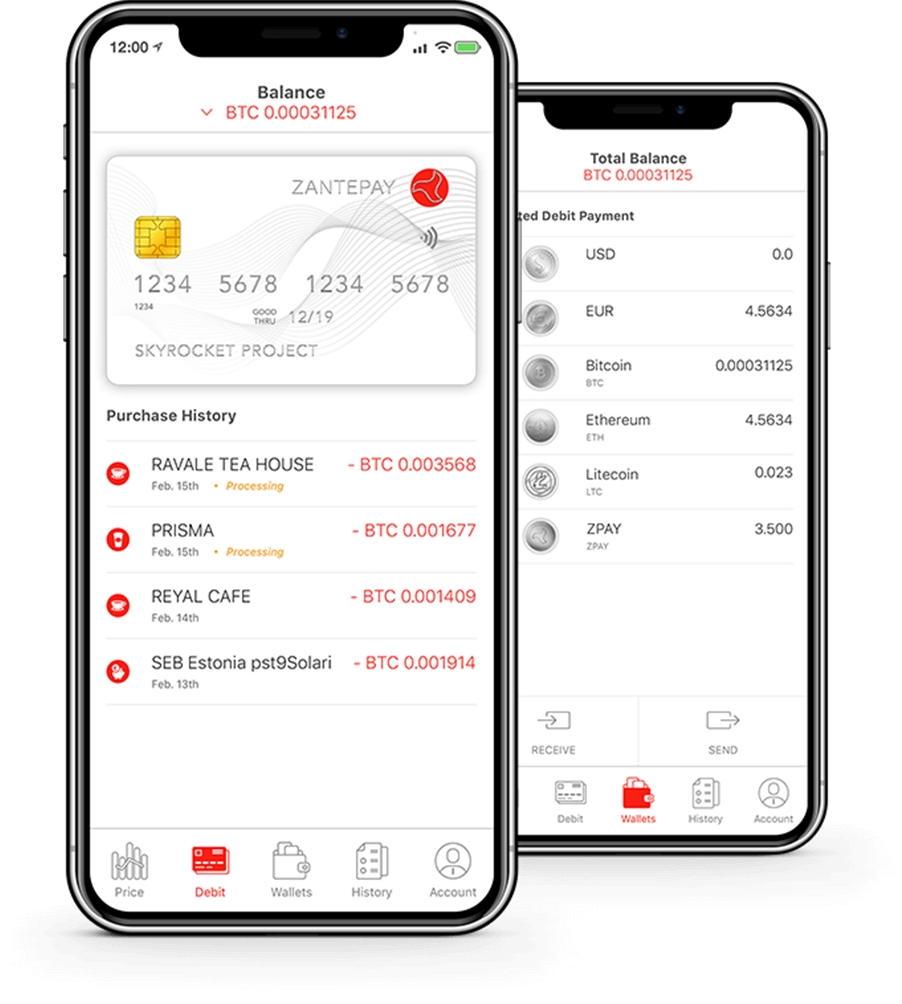 12:00
Balance
BTC 0.00031125
ZANTEPAY
1234 5678 1234 5678
1234
GOOD
THRU 12/19
SKYROCKET PROJECT
Purchase History
RAVALE TEA HOUSE - BTC 0.003568
Feb. 15th • Processing
PRISMA - BTC 0.001677
Feb. 15th • Processing
REYAL CAFE - BTC 0.001409
Feb. 14th
SEB Estonia pst9Solari - BTC 0.001914
Feb. 13th
Price Debit Wallets History Account
Total Balance
BTC 0.00031125
Debit Payment
USD 0.0
EUR 4.5634
Bitcoin 0.00031125
BTC
Ethereum 4.5634
ETH
Litecoin 0.023
LTC
ZPAY 3.500
ZPAY
RECEIVE SEND
Debit Wallets History Account